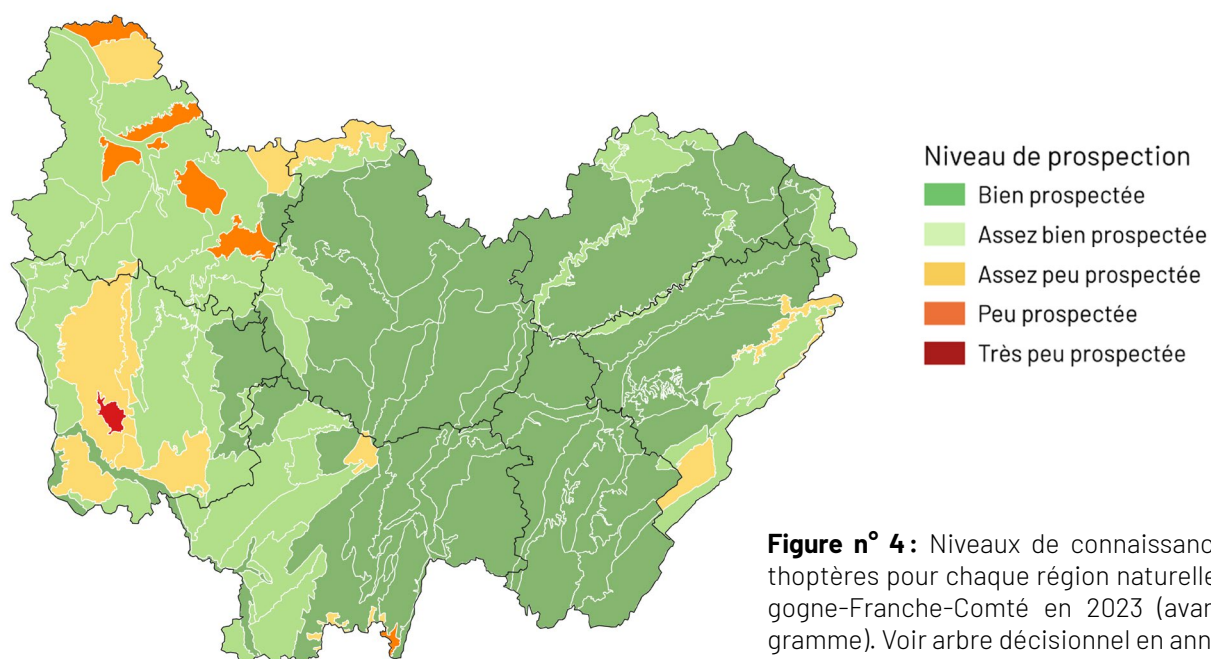 Niveau de prospection
Bien prospectée
Assez bien prospectée
Assez peu prospectée
Peu prospectée
Très peu prospectée
Figure n° 4 : Niveaux de connaissanc
thoptères pour chaque région naturelle
gogne-Franche-Comté en 2023 (avan
gramme). Voir arbre décisionnel en ann